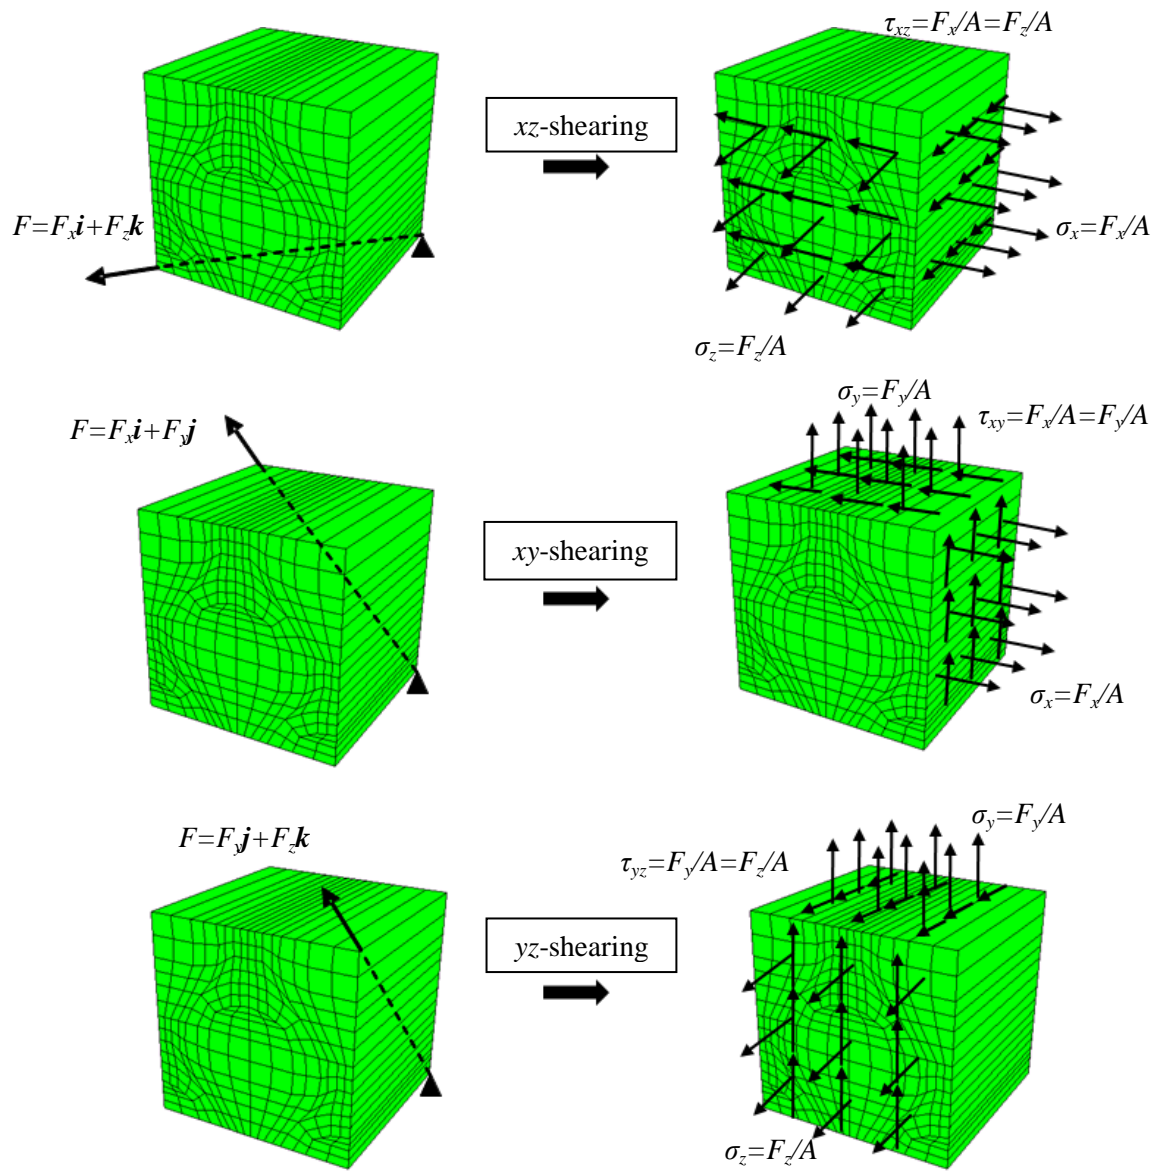 τxz=Fx/A=Fz/A
xz-shearing
F=Fxi+Fzk
σx=Fx/A
σz=Fz/A
σy=Fy/A
F=Fxi+Fyj
τxy=Fx/A=Fy/A
xy-shearing
σx=Fx/A
σy=Fy/A
F=Fyj+Fzk
τyz=Fy/A=Fz/A
yz-shearing
σz=Fz/A